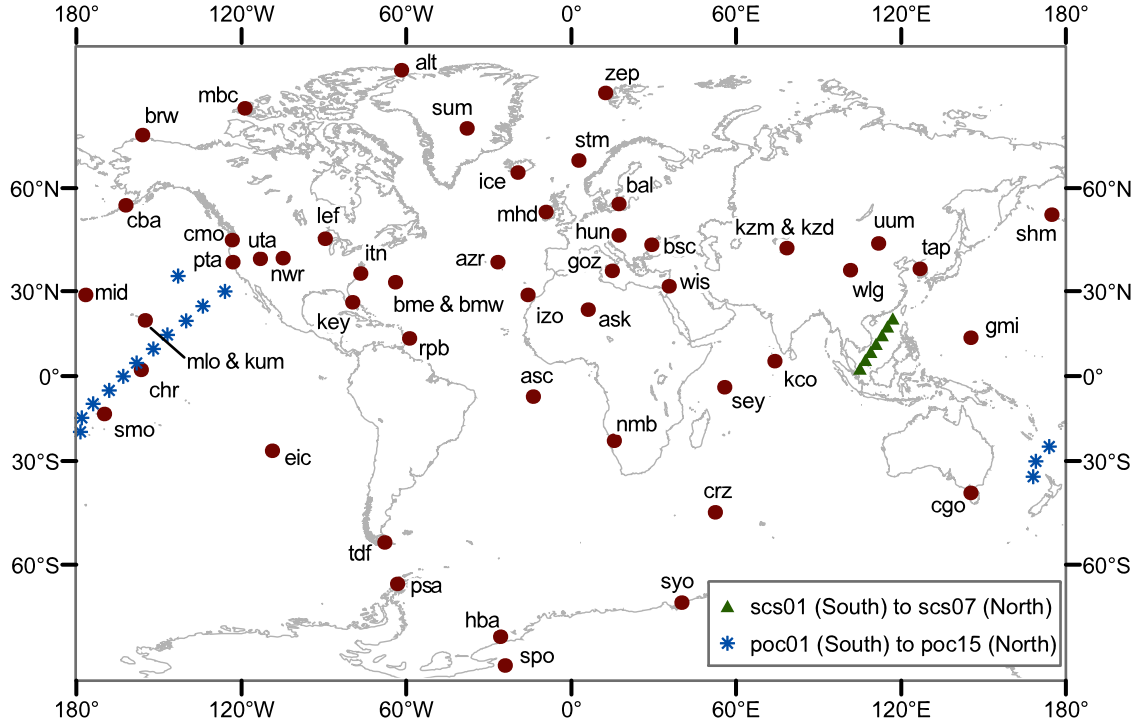 180° 120°W 60°W 0° 60°E 120°E 180°
alt
zep
mbc
sum
brw
stm
ice
bal
60°N 60°N
mhd
cba
lef
hun
kzm & kzd
uum
shm
cmo
uta
itn
bsc
tap
pta
nwr
azr
goz
wis
wlg
30°N 30°N
mid
bme & bmw
izo
ask
key
gmi
rpb
mlo & kum
0° 0°
chr
asc
kco
sey
smo
nmb
eic
30°S 30°S
crz
cgo
tdf
60°S 60°S
psa
syo
hba
spo
scs01 (South) to scs07 (North)
poc01 (South) to poc15 (North)
180° 120°W 60°W 0° 60°E 120°E 180°